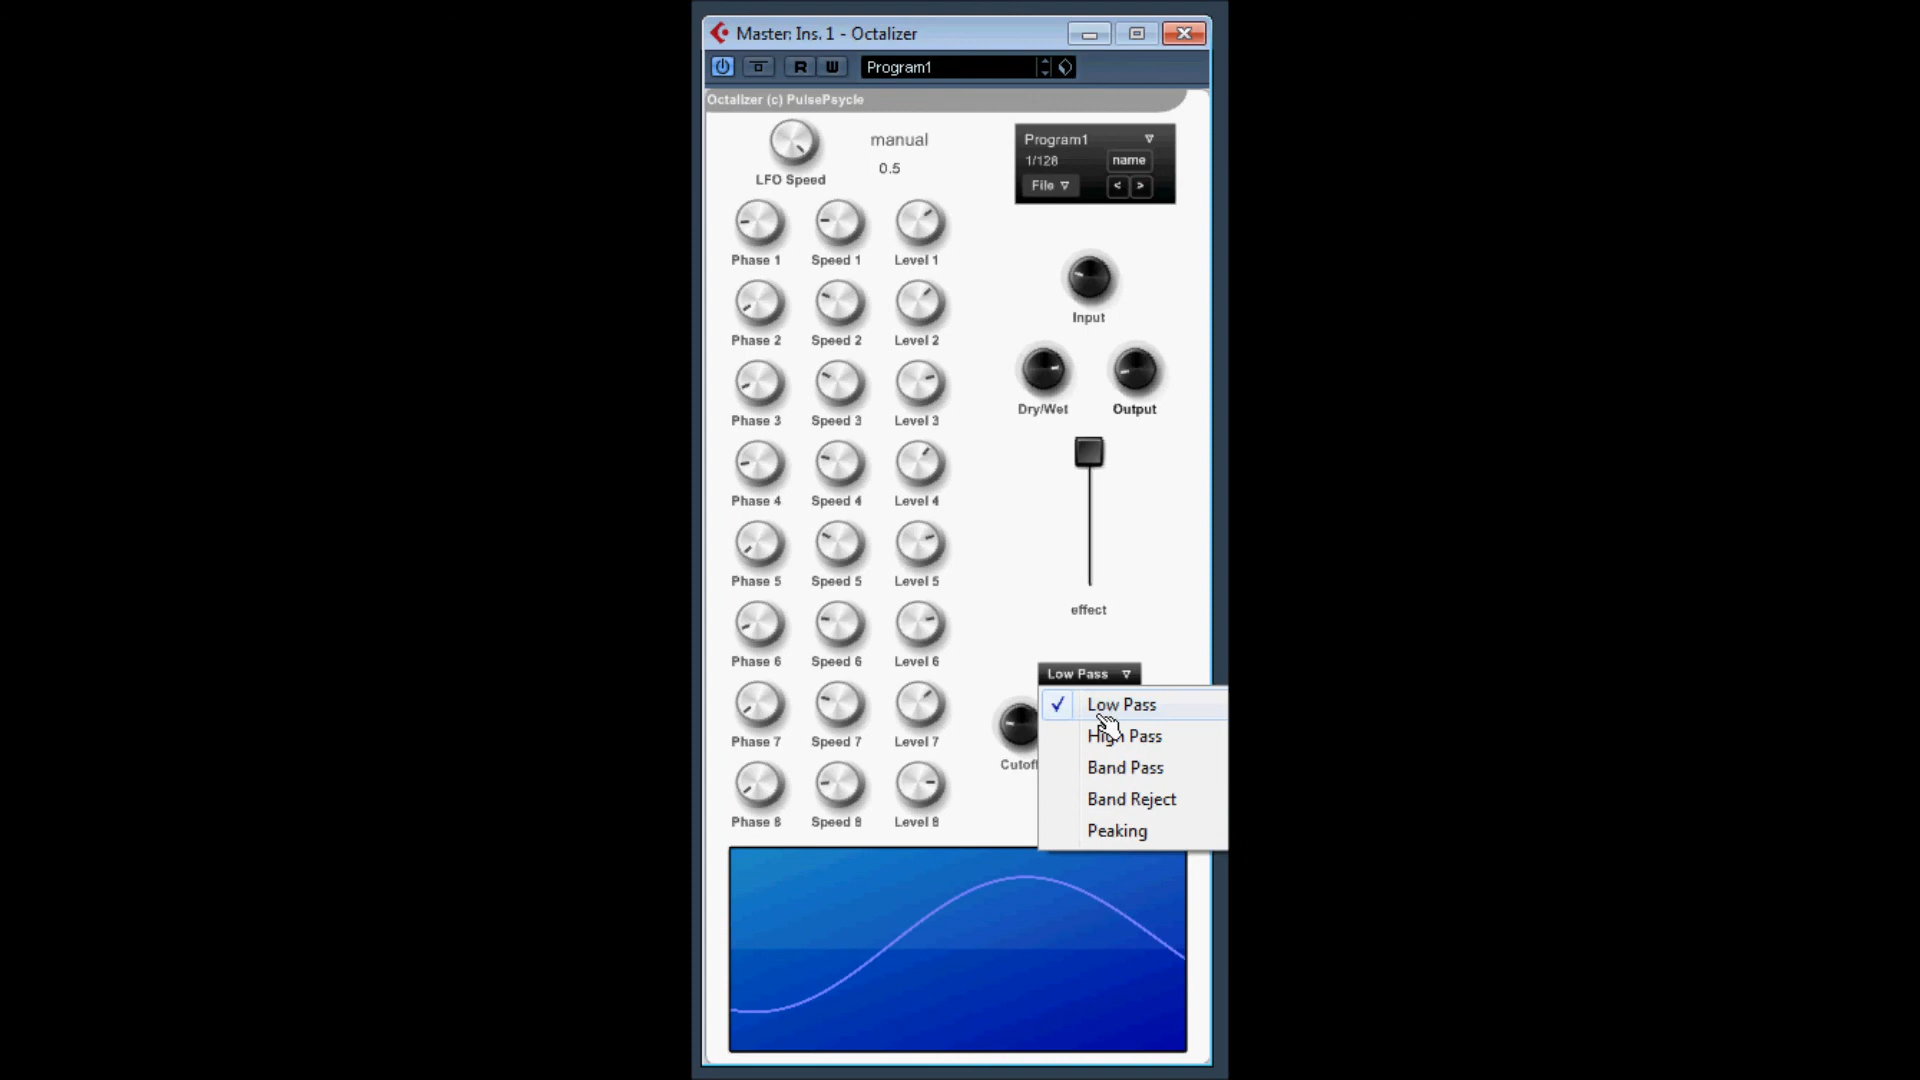 Master: Ins. 1 - Octalizer
R W Program1
Octalizer (c) PulsePsycle
manual
0.5
LFO Speed
Program1
1/128 name
File < >
Phase 1 Speed 1 Level 1
Input
Phase 2 Speed 2 Level 2
Dry/Wet Output
Phase 3 Speed 3 Level 3
Phase 4 Speed 4 Level 4
Phase 5 Speed 5 Level 5
effect
Phase 6 Speed 6 Level 6
Low Pass
Low Pass
High Pass
Band Pass
Band Reject
Peaking
Phase 7 Speed 7 Level 7
Cutoff
Phase 8 Speed 8 Level 8